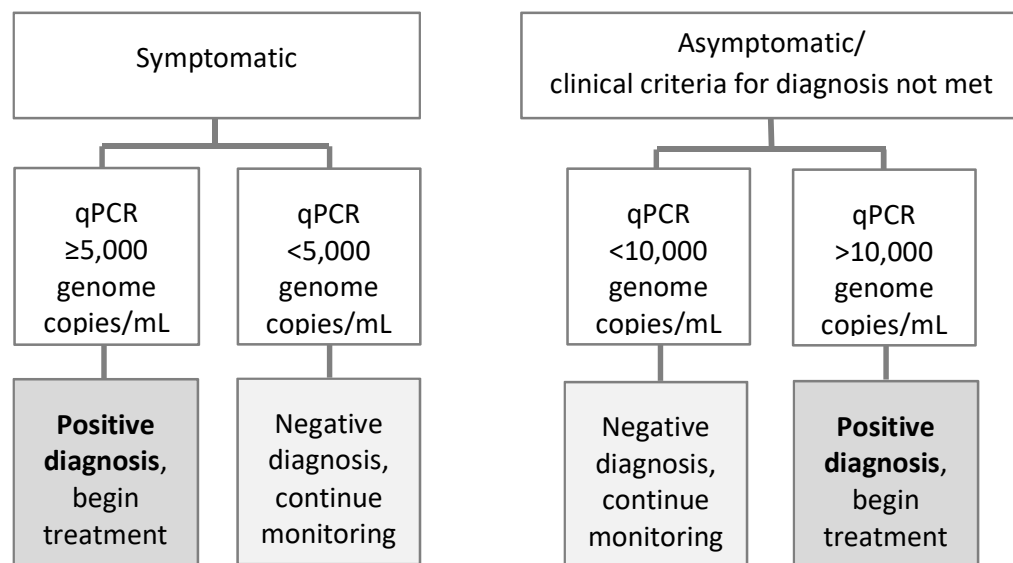 Symptomatic
Asymptomatic/
clinical criteria for diagnosis not met
qPCR
≥5,000
genome
copies/mL
qPCR
<5,000
genome
copies/mL
qPCR
<10,000
genome
copies/mL
qPCR
>10,000
genome
copies/mL
Positive
diagnosis,
begin
treatment
Negative
diagnosis,
continue
monitoring
Negative
diagnosis,
continue
monitoring
Positive
diagnosis,
begin
treatment